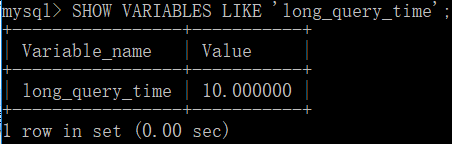 mysql> SHOW VARIABLES LIKE 'long_query_time';
+-----------------+-----------+
| Variable_name   | Value     |
+-----------------+-----------+
| long_query_time | 10.000000 |
+-----------------+-----------+
1 row in set (0.00 sec)